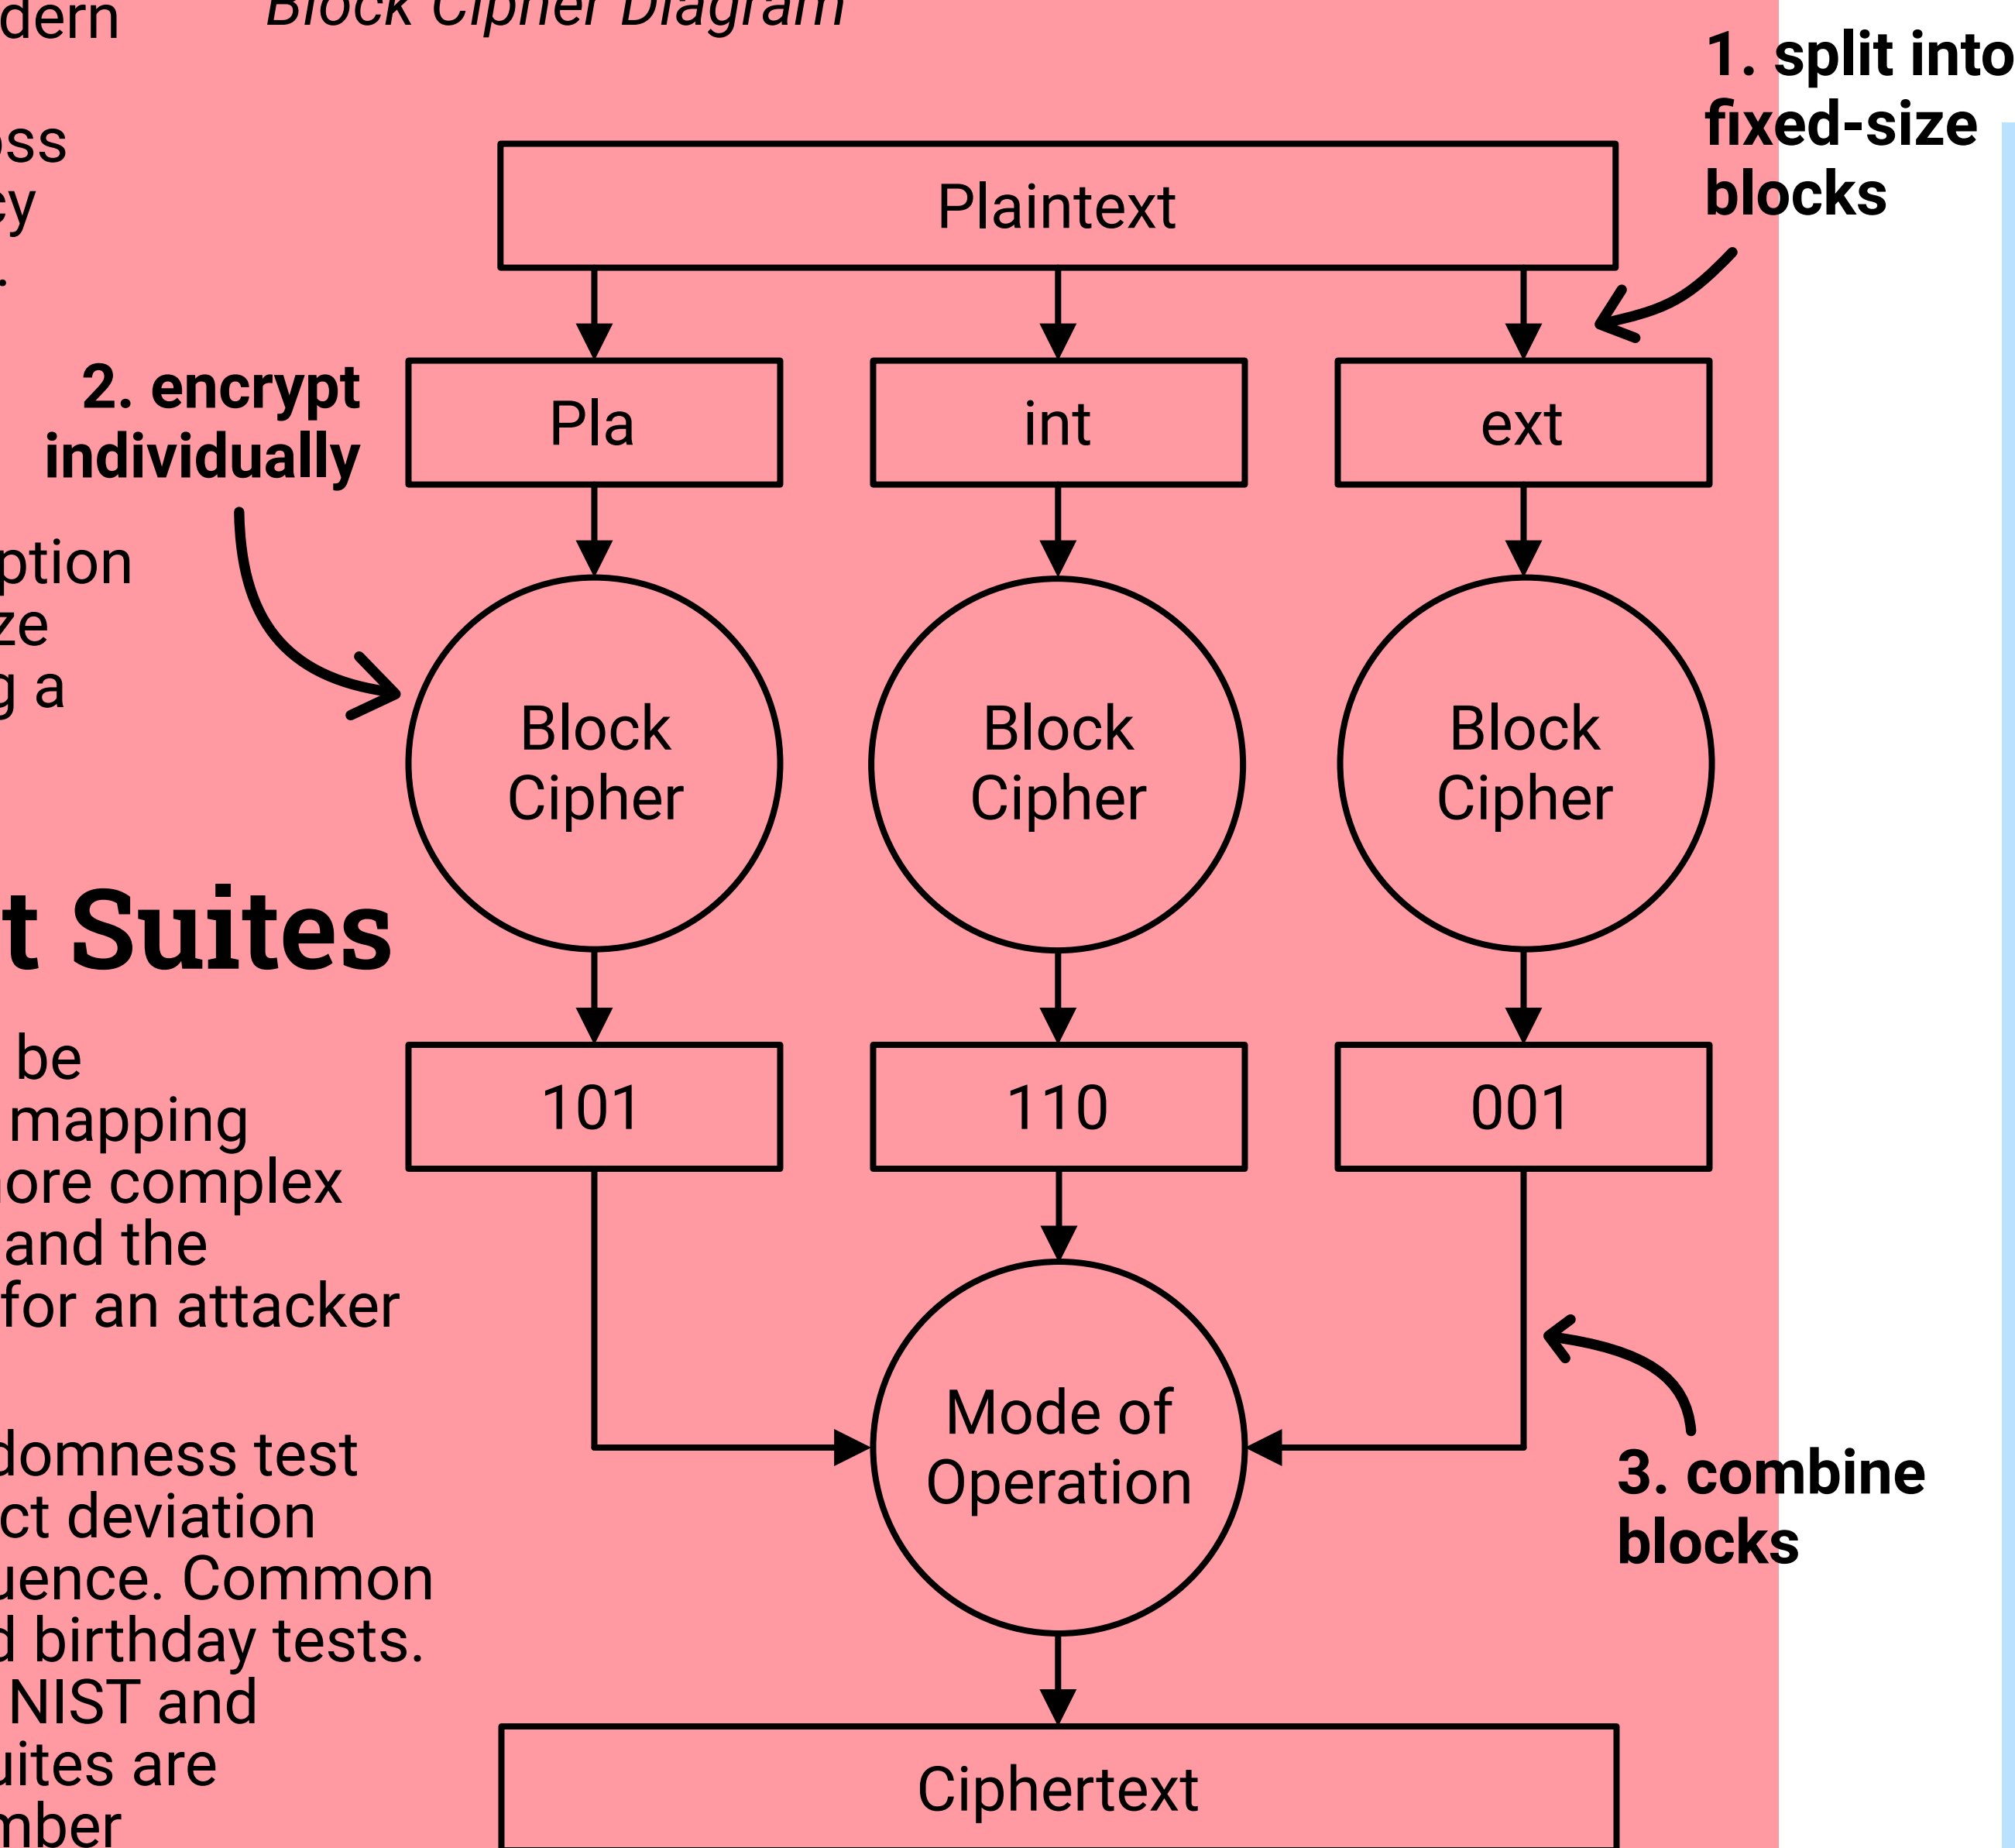 dern
Block Cipher Diagram
oss
cy
.
ption
ze
g a
t Suites
be
mapping
ore complex
and the
for an attacker
domness test
ct deviation
uence. Common
d birthday tests.
NIST and
uites are
mber
1. split into
fixed-size
blocks
Plaintext
2. encrypt
individually
Pla
int
ext
Block
Cipher
Block
Cipher
Block
Cipher
101
110
001
Mode of
Operation
3. combine
blocks
Ciphertext